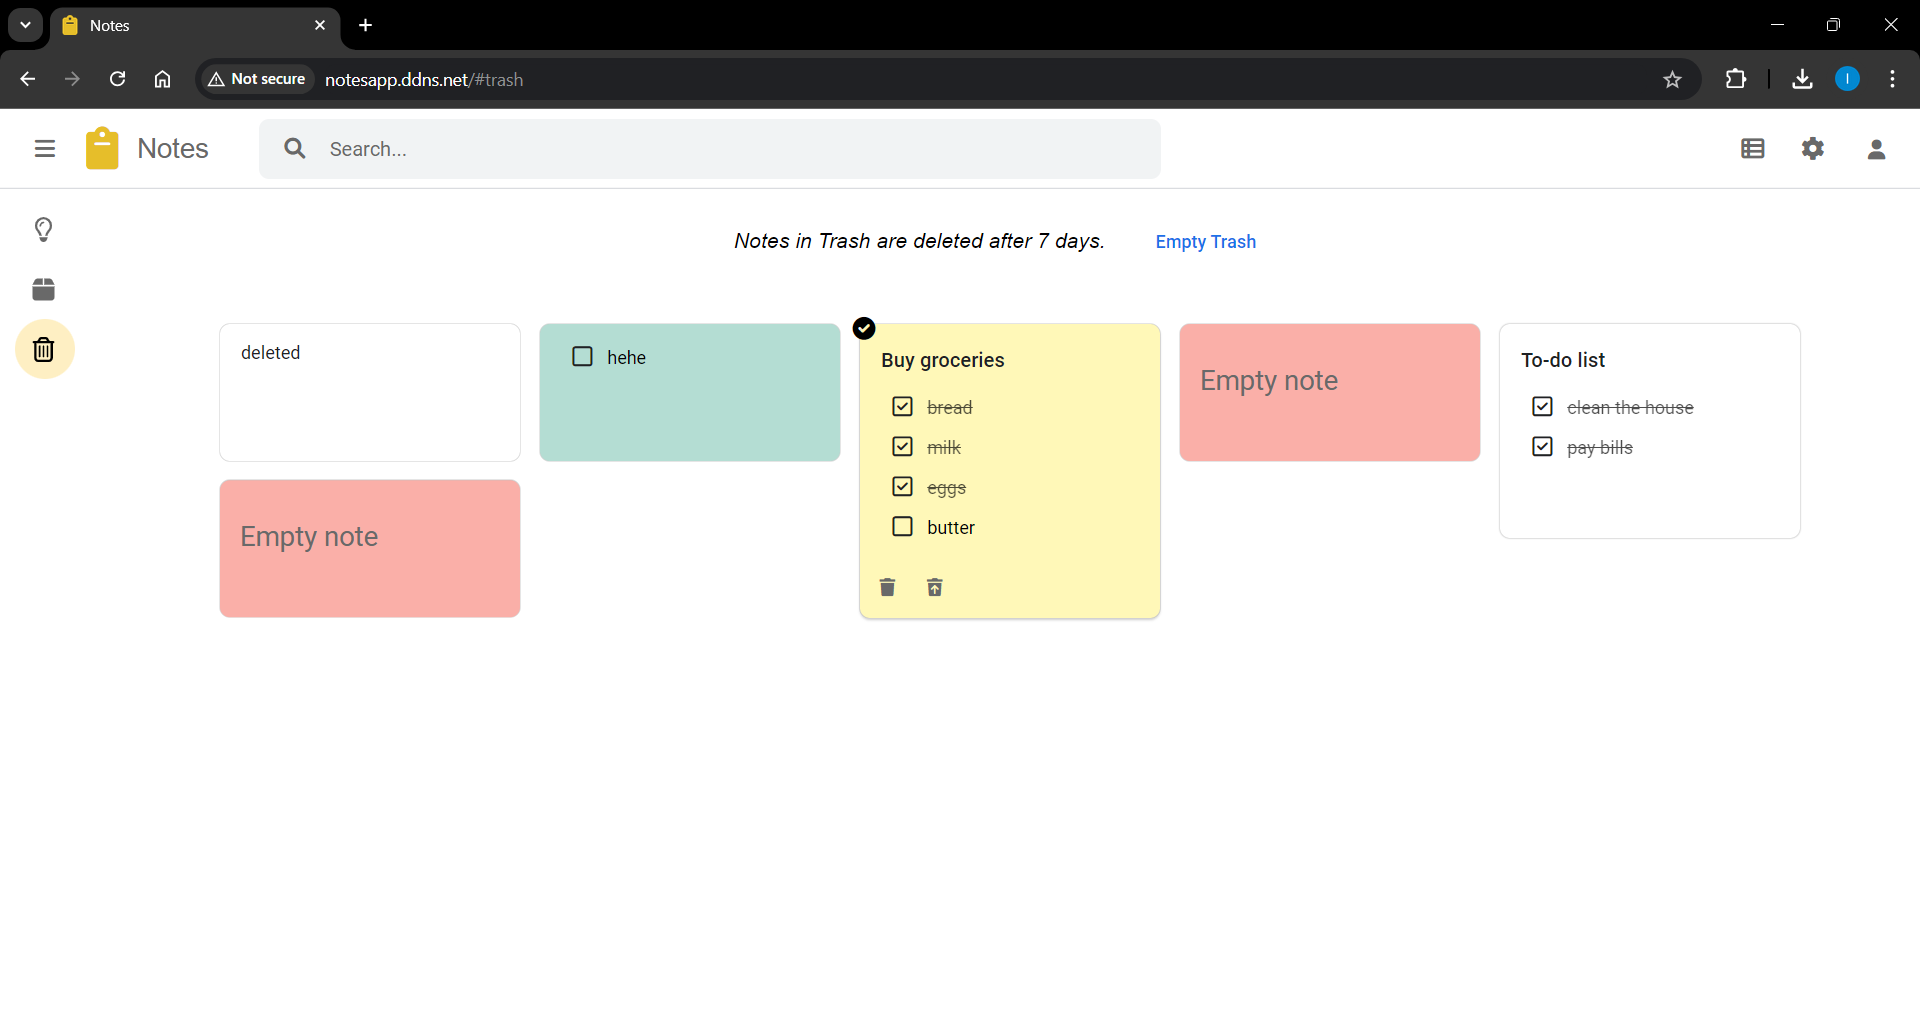 Notes
Not secure
notesapp.ddns.net/#trash
I
Notes
Search...
Notes in Trash are deleted after 7 days.
Empty Trash
deleted
hehe
Buy groceries
bread
milk
eggs
butter
Empty note
To-do list
clean the house
pay bills
Empty note